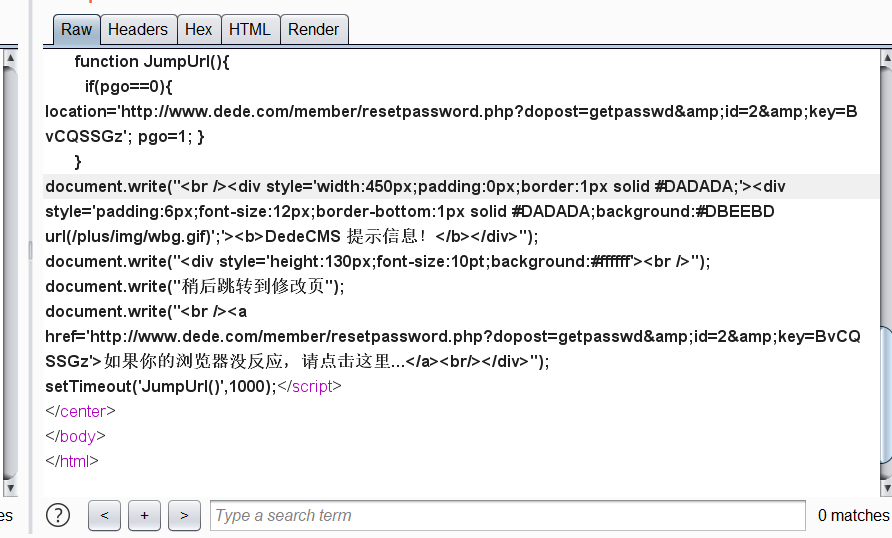 Raw Headers Hex HTML Render
function JumpUrl(){
if(pgo==0){
location='http://www.dede.com/member/resetpassword.php?dopost=getpasswd&amp;id=2&amp;key=B
vCQSSGz'; pgo=1; }
}
document.write("<br /><div style='width:450px;padding:0px;border:1px solid #DADADA;'><div
style='padding:6px;font-size:12px;border-bottom:1px solid #DADADA;background:#DBEEBD
url(/plus/img/wbg.gif)';'><b>DedeCMS 提示信息！</b></div>");
document.write("<div style='height:130px;font-size:10pt;background:#ffffff'><br />");
document.write("稍后跳转到修改页");
document.write("<br /><a
href='http://www.dede.com/member/resetpassword.php?dopost=getpasswd&amp;id=2&amp;key=BvCQ
SSGz'>如果你的浏览器没反应，请点击这里...</a><br/></div>");
setTimeout('JumpUrl()',1000);</script>
</center>
</body>
</html>
es ? < + > Type a search term 0 matches